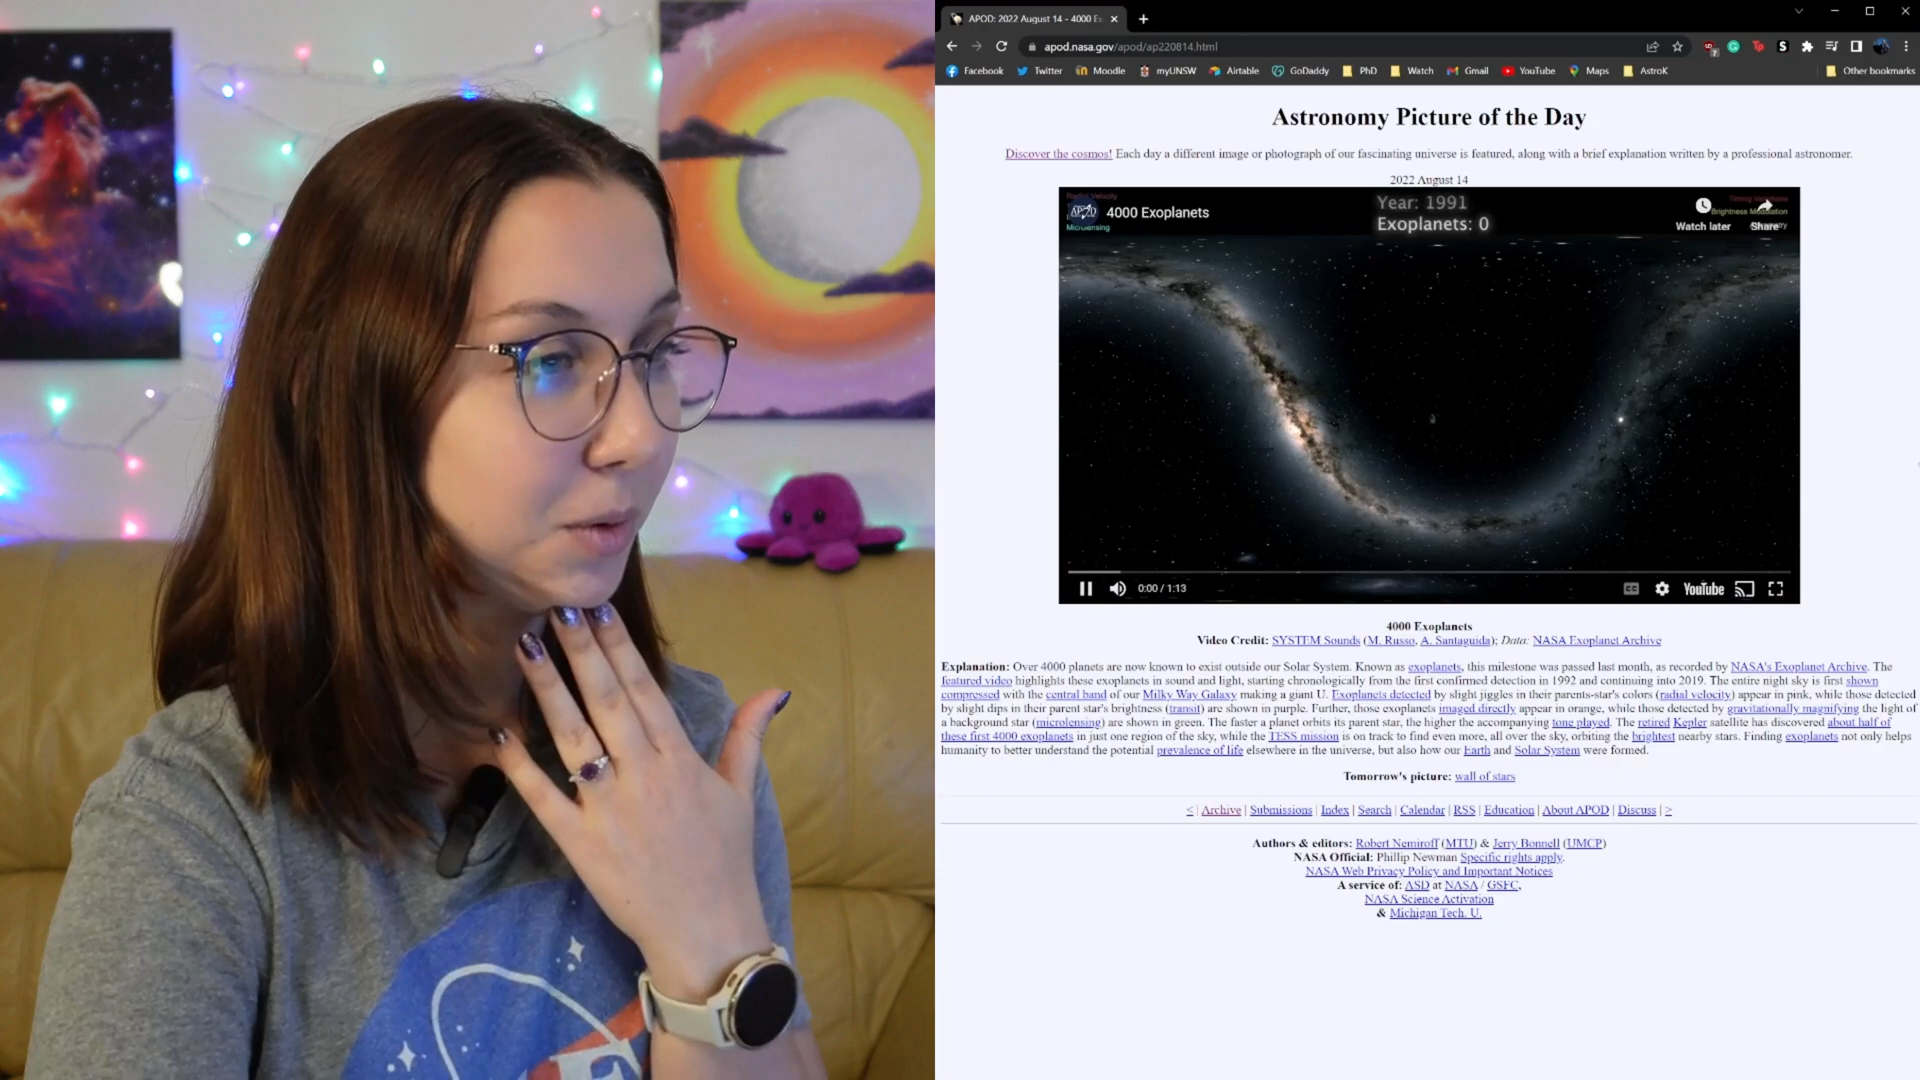 APOD: 2022 August 14 - 4000 E
apod.nasa.gov/apod/ap220814.html
Facebook Twitter Moodle myUNSW Airtable GoDaddy PhD Watch Gmail YouTube Maps AstroK Other bookmarks
Astronomy Picture of the Day
Discover the cosmos! Each day a different image or photograph of our fascinating universe is featured, along with a brief explanation written by a professional astronomer.
2022 August 14
Year: 1991
4000 Exoplanets
Exoplanets: 0
Microlensing
Watch later Share
0:00 / 1:13
YouTube
4000 Exoplanets
Video Credit: SYSTEM Sounds (M. Russo, A. Santaguida); Data: NASA Exoplanet Archive
Explanation: Over 4000 planets are now known to exist outside our Solar System. Known as exoplanets, this milestone was passed last month, as recorded by NASA's Exoplanet Archive. The
featured video highlights these exoplanets in sound and light, starting chronologically from the first confirmed detection in 1992 and continuing into 2019. The entire night sky is first shown
compressed with the central band of our Milky Way Galaxy making a giant U. Exoplanets detected by slight jiggles in their parents-star's colors (radial velocity) appear in pink, while those detected
by slight dips in their parent star's brightness (transit) are shown in purple. Further, those exoplanets imaged directly appear in orange, while those detected by gravitationally magnifying the light of
a background star (microlensing) are shown in green. The faster a planet orbits its parent star, the higher the accompanying tone played. The retired Kepler satellite has discovered about half of
these first 4000 exoplanets in just one region of the sky, while the TESS mission is on track to find even more, all over the sky, orbiting the brightest nearby stars. Finding exoplanets not only helps
humanity to better understand the potential prevalence of life elsewhere in the universe, but also how our Earth and Solar System were formed.
Tomorrow's picture: wall of stars
< | Archive | Submissions | Index | Search | Calendar | RSS | Education | About APOD | Discuss | >
Authors & editors: Robert Nemiroff (MTU) & Jerry Bonnell (UMCP)
NASA Official: Phillip Newman Specific rights apply.
NASA Web Privacy Policy and Important Notices
A service of: ASD at NASA / GSFC,
NASA Science Activation
& Michigan Tech. U.